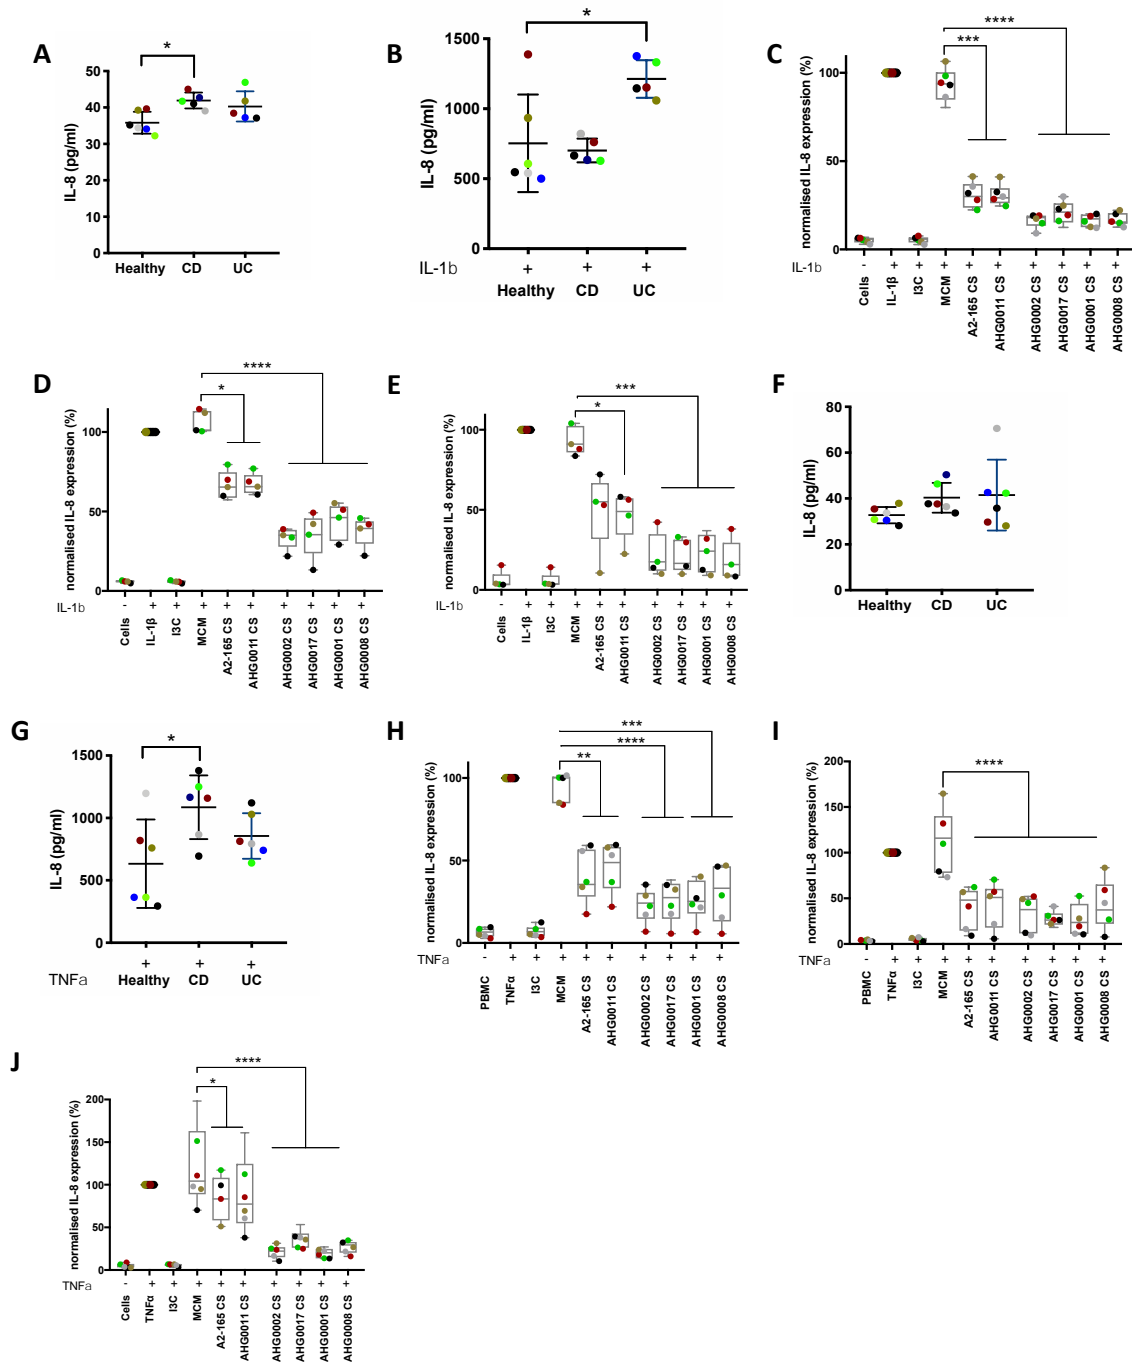 A
*
50
40
30
20
10
0
IL-8 (pg/ml)
Healthy CD UC
B
*
1500
1000
500
0
IL-8 (pg/ml)
IL-1b + + +
Healthy CD UC
C
****
***
100
50
0
normalised IL-8 expression (%)
IL-1b - + + + + + + + + +
Cells
IL-1β
I3C
MCM
A2-165 CS
AHG0011 CS
AHG0002 CS
AHG0017 CS
AHG0001 CS
AHG0008 CS
D
****
*
100
50
0
normalised IL-8 expression (%)
IL-1b - + + + + + + + + +
Cells
IL-1β
I3C
MCM
A2-165 CS
AHG0011 CS
AHG0002 CS
AHG0017 CS
AHG0001 CS
AHG0008 CS
E
***
*
100
50
0
normalised IL-8 expression (%)
IL-1b - + + + + + + + + +
Cells
IL-1β
I3C
MCM
A2-165 CS
AHG0011 CS
AHG0002 CS
AHG0017 CS
AHG0001 CS
AHG0008 CS
F
80
60
40
20
0
IL-8 (pg/ml)
Healthy CD UC
G
*
1500
1000
500
0
IL-8 (pg/ml)
TNFa + + +
Healthy CD UC
H
***
****
**
100
50
0
normalised IL-8 expression (%)
TNFa - + + + + + + + + +
PBMC
TNFα
I3C
MCM
A2-165 CS
AHG0011 CS
AHG0002 CS
AHG0017 CS
AHG0001 CS
AHG0008 CS
I
****
200
150
100
50
0
normalised IL-8 expression (%)
TNFa - + + + + + + + + +
PBMC
TNFα
I3C
MCM
A2-165 CS
AHG0011 CS
AHG0002 CS
AHG0017 CS
AHG0001 CS
AHG0008 CS
J
****
*
200
150
100
50
0
normalised IL-8 expression (%)
TNFa - + + + + + + + + +
Cells
TNFα
I3C
MCM
A2-165 CS
AHG0011 CS
AHG0002 CS
AHG0017 CS
AHG0001 CS
AHG0008 CS